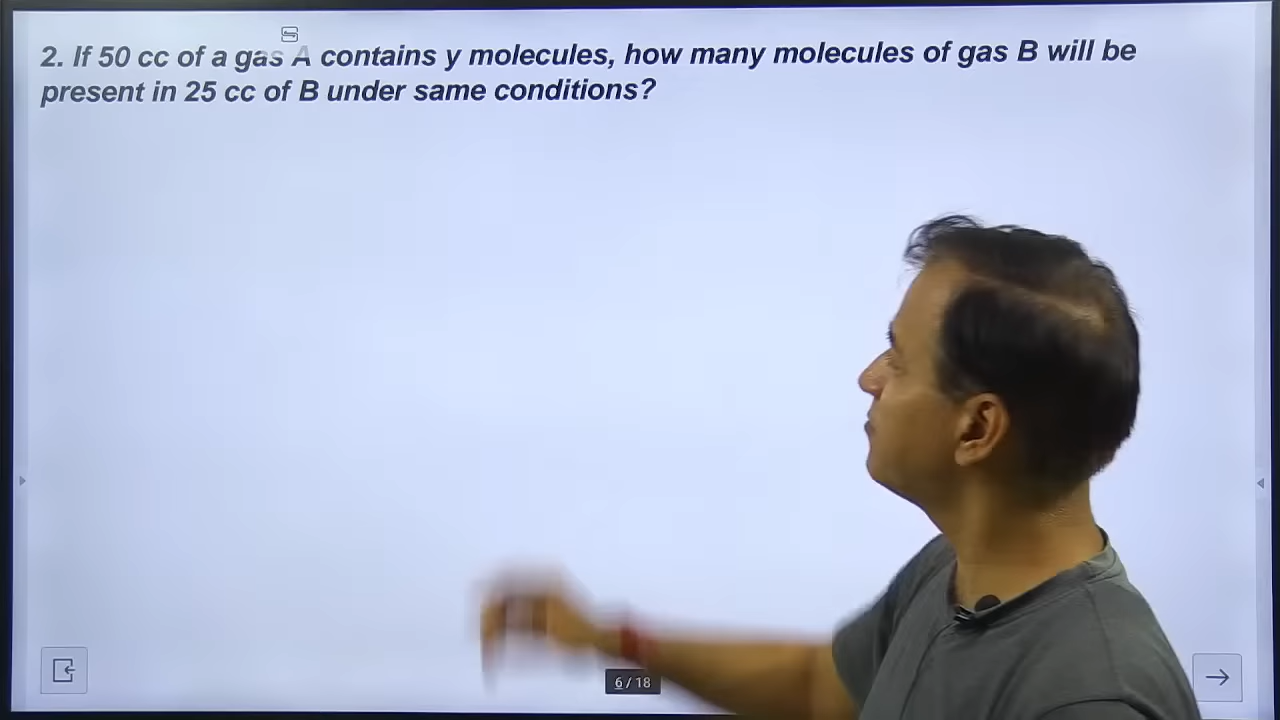 2. If 50 cc of a gas A contains y molecules, how many molecules of gas B will be
present in 25 cc of B under same conditions?
6 / 18